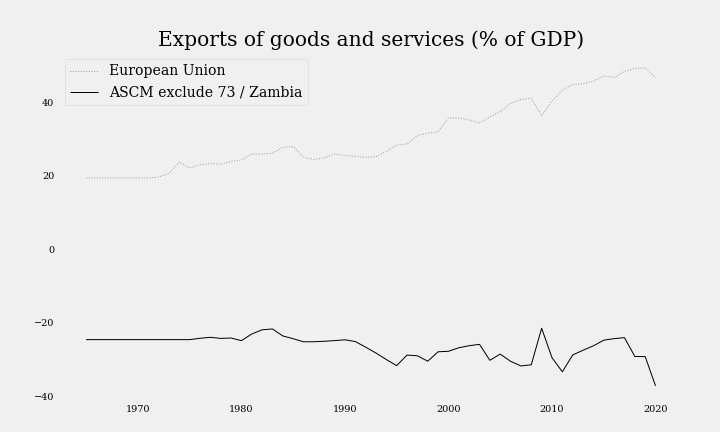 Exports of goods and services (% of GDP)
European Union
ASCM exclude 73 / Zambia
40
20
0
−20
−40
1970 1980 1990 2000 2010 2020